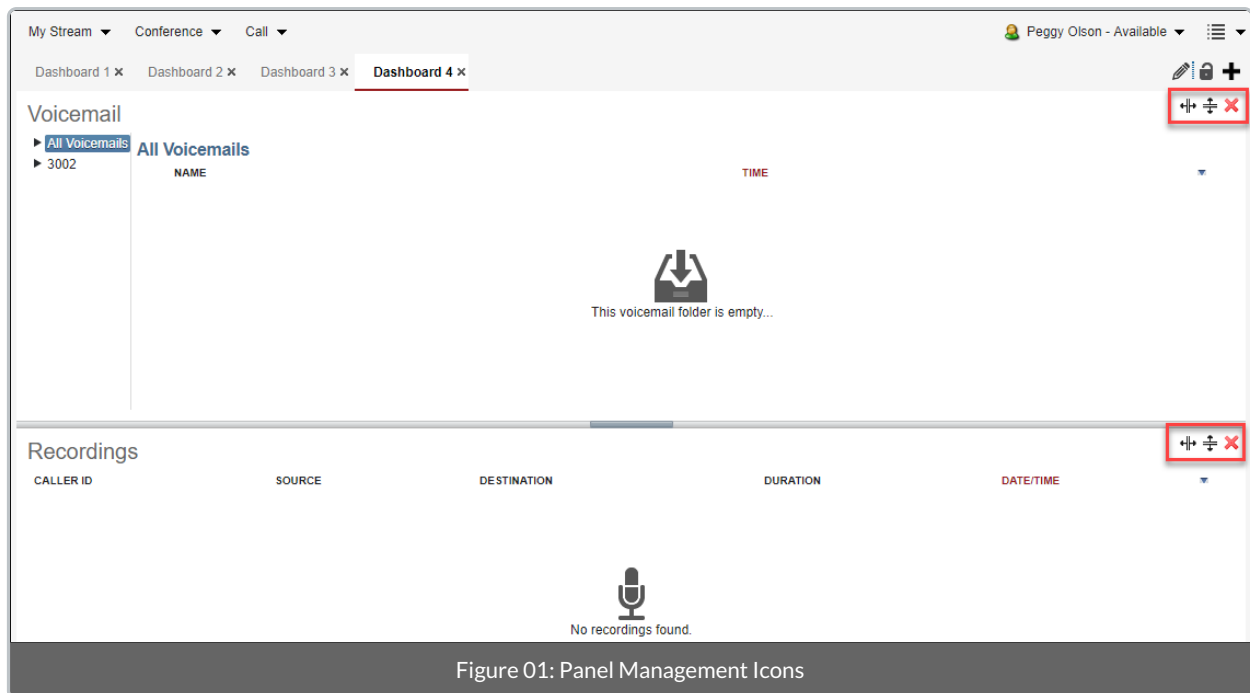 My Stream Conference Call Peggy Olson - Available
Dashboard 1 Dashboard 2 Dashboard 3 Dashboard 4
Voicemail
All Voicemails
3002
All Voicemails
NAME TIME
This voicemail folder is empty...
Recordings
CALLER ID SOURCE DESTINATION DURATION DATE/TIME
No recordings found.
Figure 01: Panel Management Icons